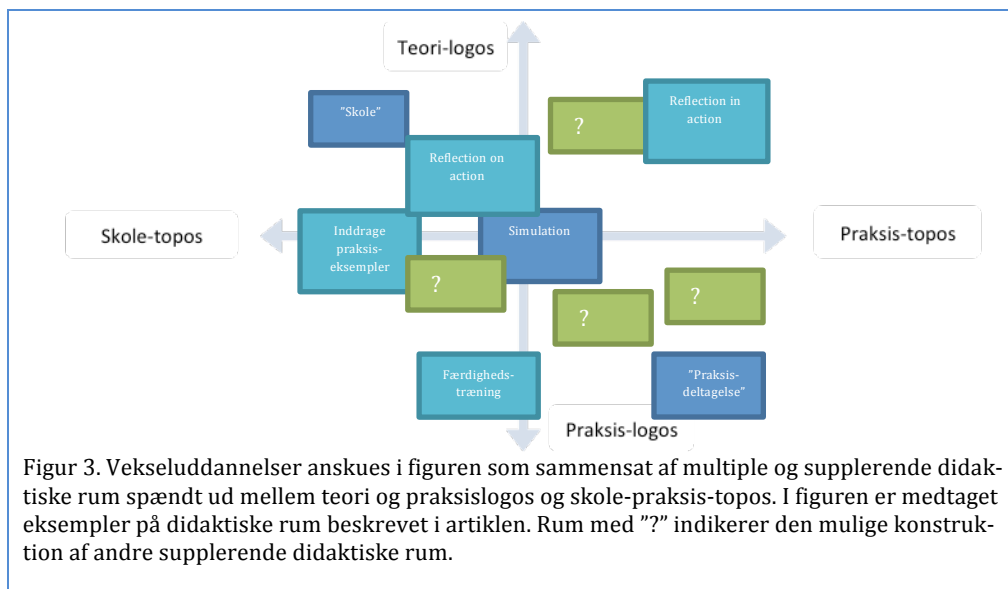 Teori-logos
"Skole"
Reflection on
action
?
Reflection in
action
Skole-topos
Inddrage
praksis-
eksempler
Simulation
Praksis-topos
?
?
?
Færdigheds-
træning
"Praksis-
deltagelse"
Praksis-logos
Figur 3. Vekseluddannelser anskues i figuren som sammensat af multiple og supplerende didak-
tiske rum spændt ud mellem teori og praksislogos og skole-praksis-topos. I figuren er medtaget
eksempler på didaktiske rum beskrevet i artiklen. Rum med "?" indikerer den mulige konstruk-
tion af andre supplerende didaktiske rum.